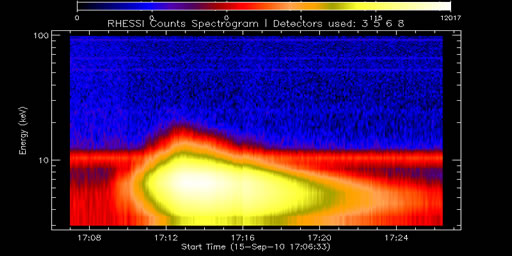 0 0 0 1 115 12017
RHESSI Counts Spectrogram | Detectors used: 3 5 6 8
100
Energy (keV)
10
17:08 17:12 17:16 17:20 17:24
Start Time (15-Sep-10 17:06:33)